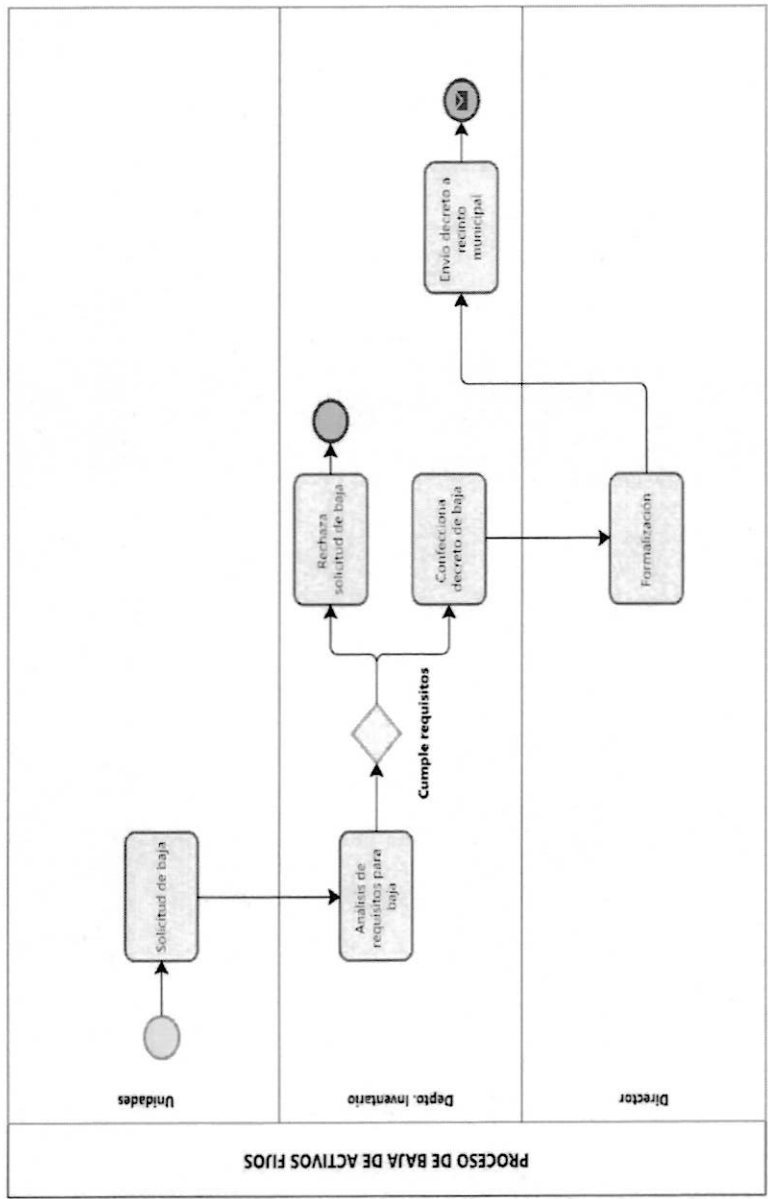 PROCESO DE BAJA DE ACTIVOS FIJOS
Unidades
Solicitud de baja
Depto. Inventario
Análisis de
requisitos para
baja
Cumple requisitos
Rechaza
solicitud de baja
Confecciona
decreto de baja
Envío decreto a
recinto
municipal
Director
Formalización